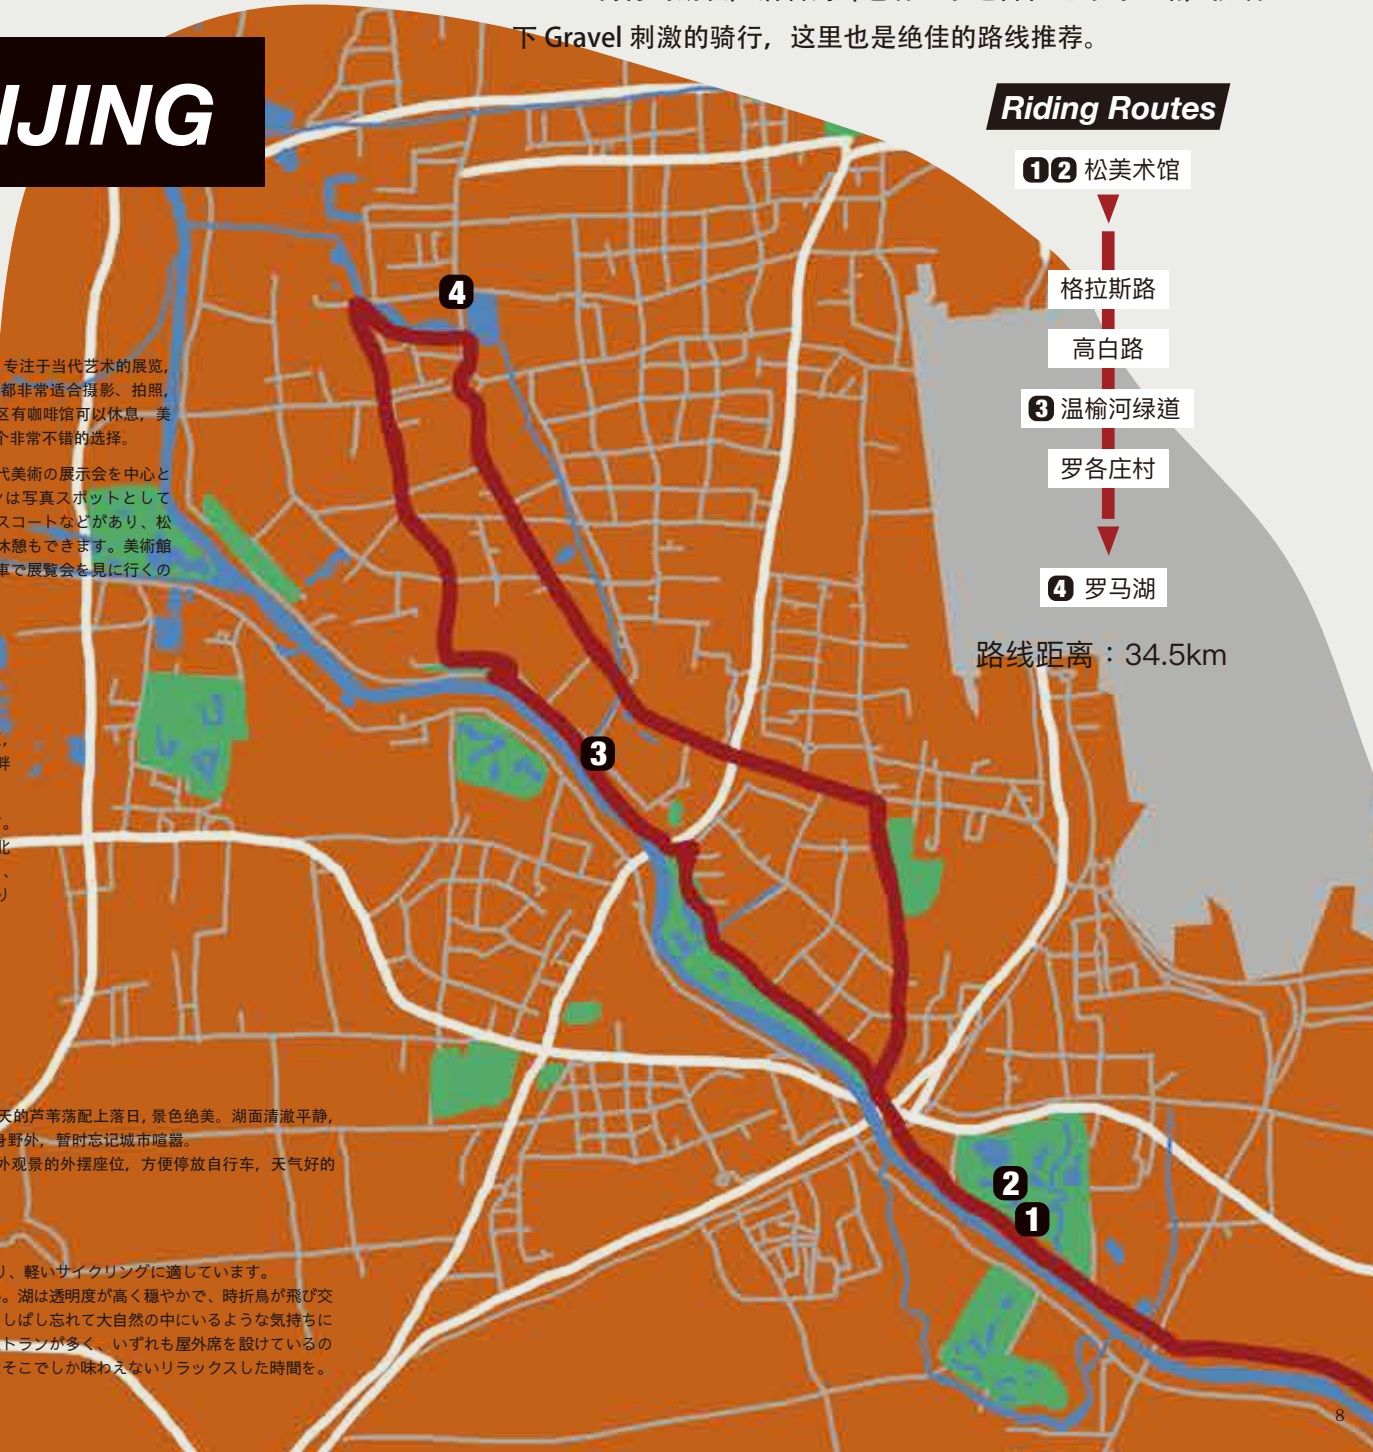 下 Gravel 刺激的骑行，这里也是绝佳的路线推荐。
IJING
Riding Routes
1 2 松美术馆
格拉斯路
高白路
3 温榆河绿道
罗各庄村
4 罗马湖
路线距离：34.5km
4
3
2
1
专注于当代艺术的展览，
都非常适合摄影、拍照，
区有咖啡馆可以休息，美
个非常不错的选择。
代美術の展示会を中心と
ンは写真スポットとして
スコートなどがあり、松
休憩もできます。美術館
車で展覧会を見に行くの
畔
。
北
、
り
天的芦苇荡配上落日，景色绝美。湖面清澈平静，
身野外，暂时忘记城市喧嚣。
外观景的外摆座位，方便停放自行车，天气好的
り、軽いサイクリングに適しています。
。湖は透明度が高く穏やかで、時折鳥が飛び交
しばし忘れて大自然の中にいるような気持ちに
ストランが多く、いずれも屋外席を設けているの
そこでしか味わえないリラックスした時間を。
8